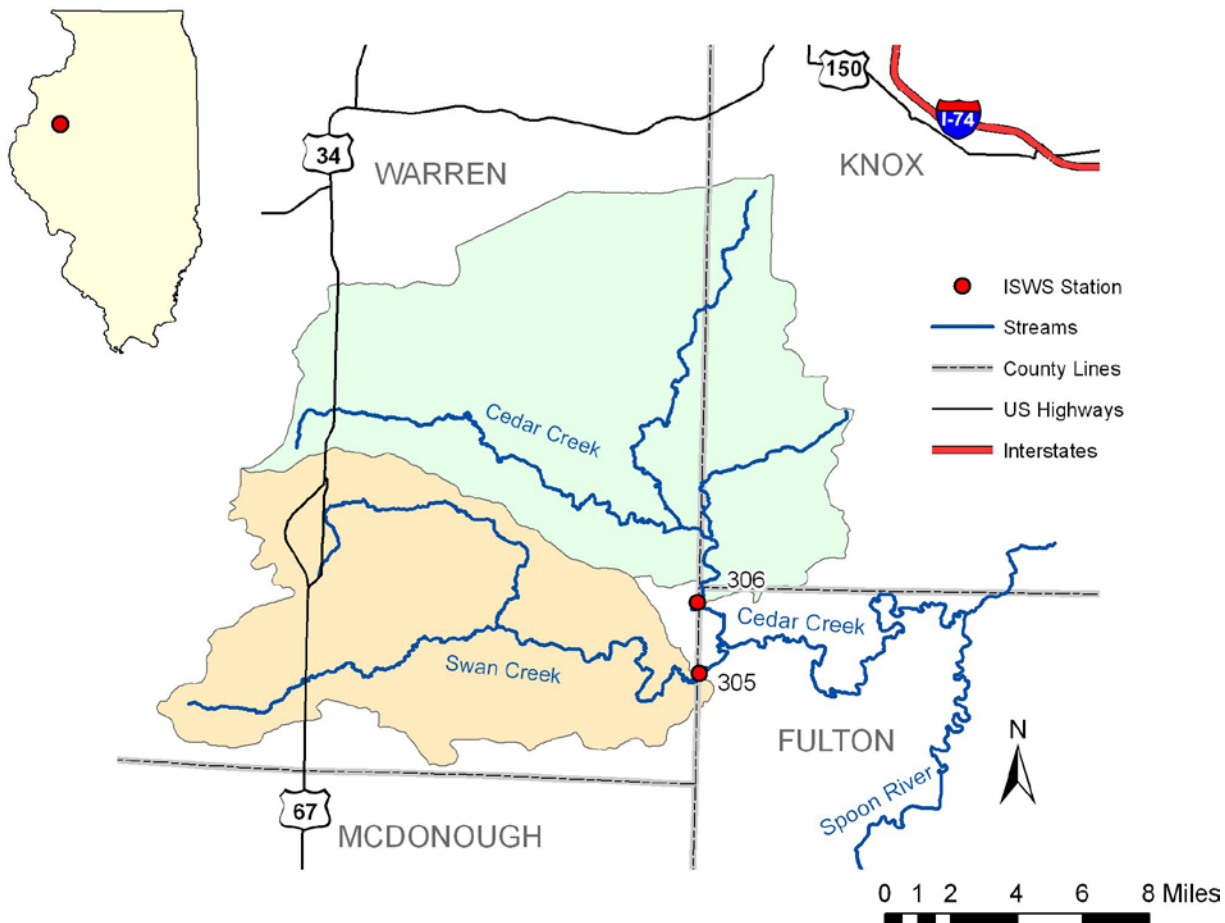 150
I-74
34
WARREN
KNOX
ISWS Station
Streams
County Lines
US Highways
Interstates
Cedar Creek
306
Cedar Creek
Swan Creek
305
FULTON
N
Spoon River
67
MCDONOUGH
0 1 2 4 6 8 Miles